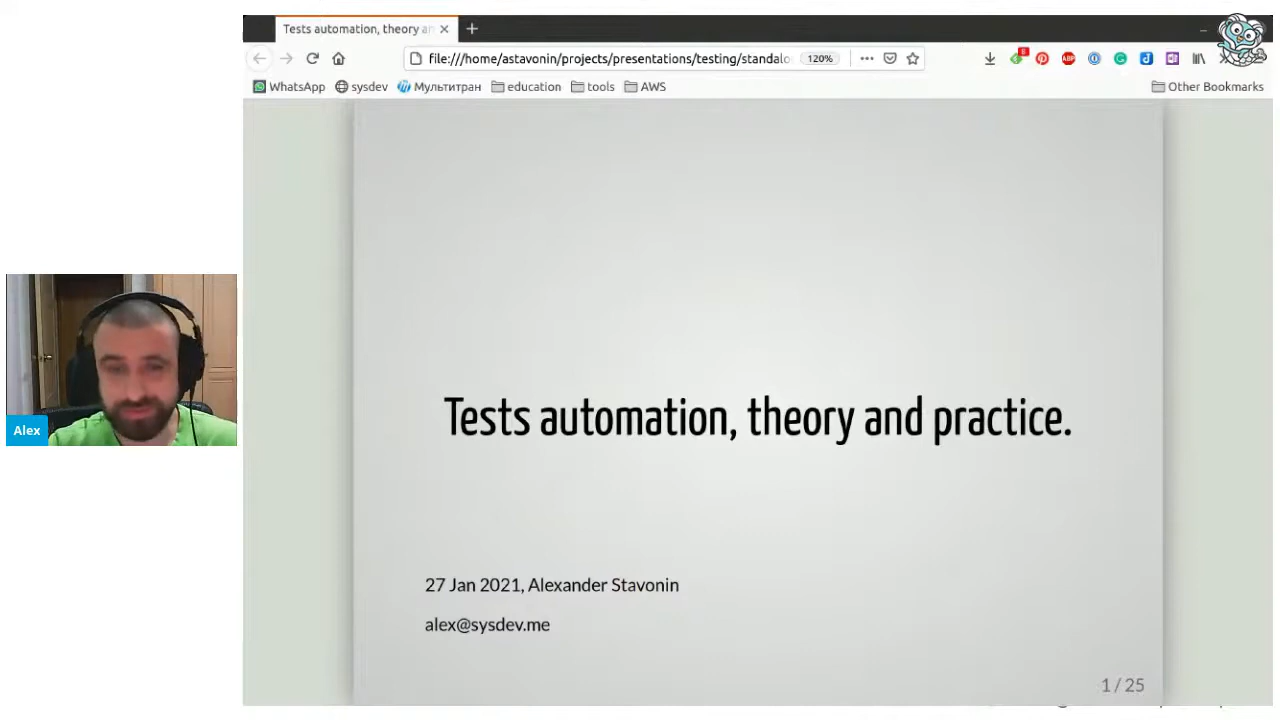 Tests automation, theory an
file:///home/astavonin/projects/presentations/testing/standalo
120%
WhatsApp
sysdev
Мультитран
education
tools
AWS
Other Bookmarks
Alex
Tests automation, theory and practice.
27 Jan 2021, Alexander Stavonin
alex@sysdev.me
1 / 25